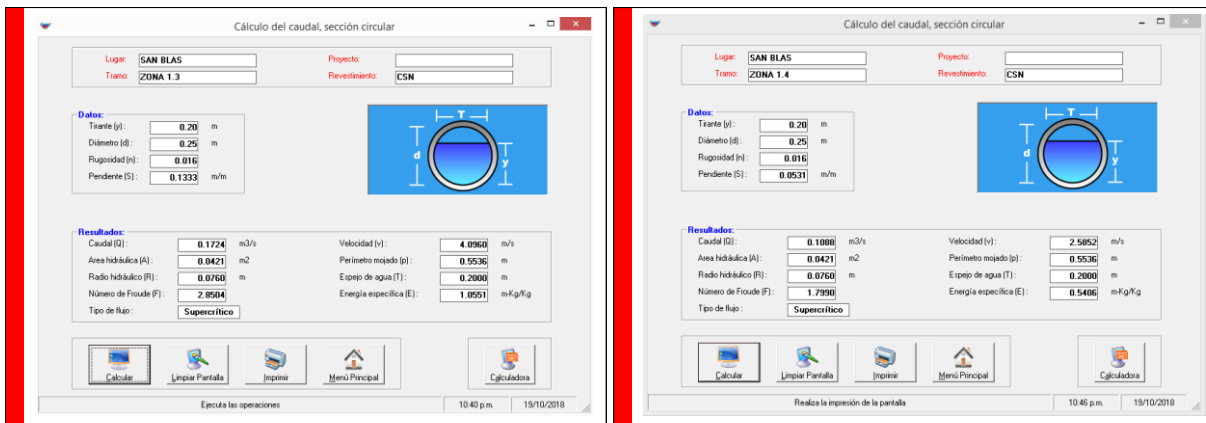 Cálculo del caudal, sección circular
Lugar: SAN BLAS Proyecto:
Tramo: ZONA 1.3 Revestimiento: CSN
Datos:
Tirante (y) : 0.20 m
Diámetro (d) : 0.25 m
Rugosidad (n) : 0.016
Pendiente (S) : 0.1333 m/m
T
d
y
Resultados:
Caudal (Q) : 0.1724 m3/s Velocidad (v) : 4.0960 m/s
Area hidráulica (A) : 0.0421 m2 Perímetro mojado (p) : 0.5536 m
Radio hidráulico (R) : 0.0760 m Espejo de agua (T) : 0.2000 m
Número de Froude (F) : 2.8504 Energía específica (E) : 1.0551 m-Kg/Kg
Tipo de flujo : Supercrítico
Calcular Limpiar Pantalla Imprimir Menú Principal Calculadora
Ejecuta las operaciones 10:40 p.m. 19/10/2018
Cálculo del caudal, sección circular
Lugar: SAN BLAS Proyecto:
Tramo: ZONA 1.4 Revestimiento: CSN
Datos:
Tirante (y) : 0.20 m
Diámetro (d) : 0.25 m
Rugosidad (n) : 0.016
Pendiente (S) : 0.0531 m/m
T
d
y
Resultados:
Caudal (Q) : 0.1088 m3/s Velocidad (v) : 2.5852 m/s
Area hidráulica (A) : 0.0421 m2 Perímetro mojado (p) : 0.5536 m
Radio hidráulico (R) : 0.0760 m Espejo de agua (T) : 0.2000 m
Número de Froude (F) : 1.7990 Energía específica (E) : 0.5406 m-Kg/Kg
Tipo de flujo : Supercrítico
Calcular Limpiar Pantalla Imprimir Menú Principal Calculadora
Realiza la impresión de la pantalla 10:46 p.m. 19/10/2018